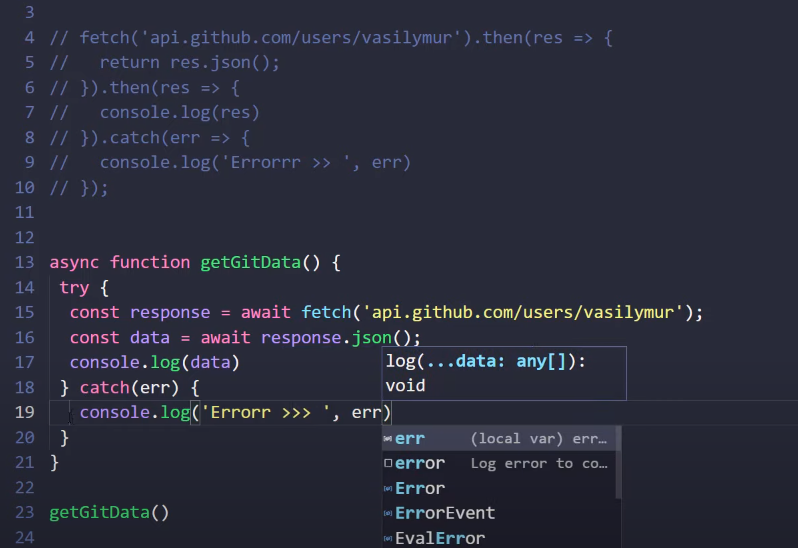 3
4 // fetch('api.github.com/users/vasilymur').then(res => {
5 //   return res.json();
6 // }).then(res => {
7 //   console.log(res)
8 // }).catch(err => {
9 //   console.log('Errorrr >> ', err)
10 // });
11
12
13 async function getGitData() {
14 try {
15 const response = await fetch('api.github.com/users/vasilymur');
16 const data = await response.json();
log(...data: any[]):
17 console.log(data)
void
18 } catch(err) {
19 console.log('Errorr >>> ', err)
20 }
err (local var) err…
21 }
error Log error to co…
22
Error
23 getGitData()
ErrorEvent
24
EvalError